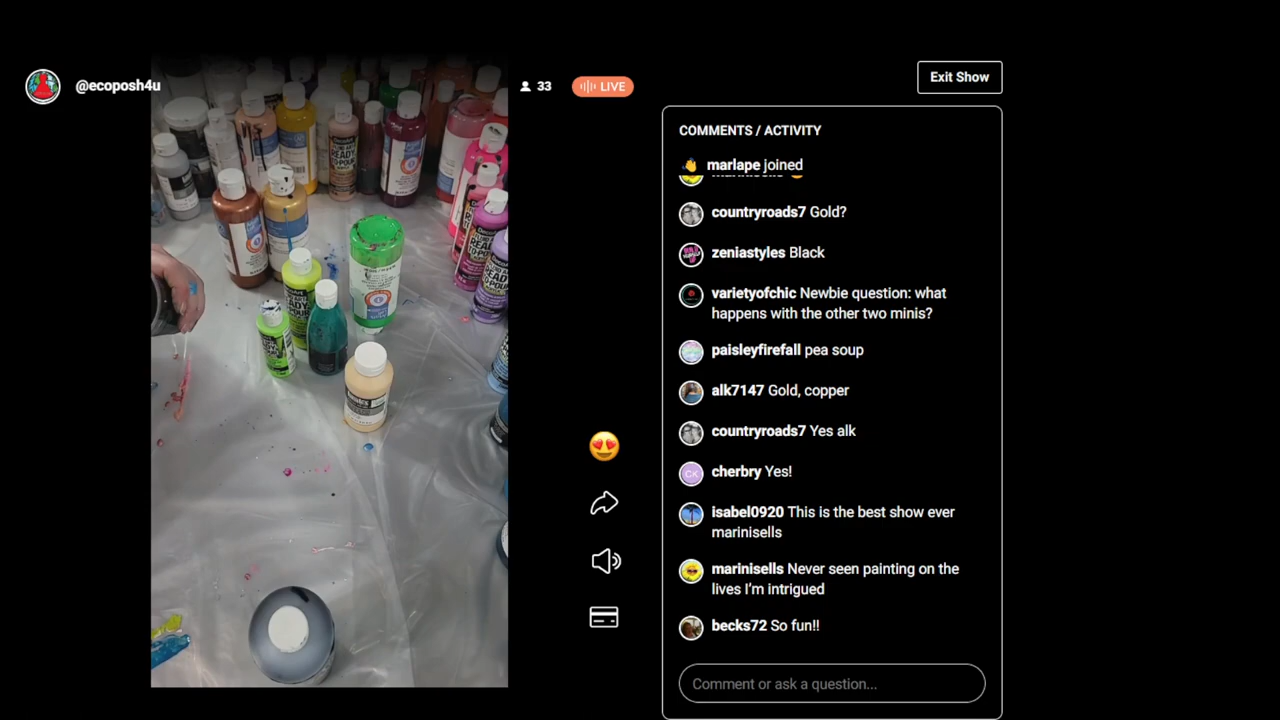 @ecoposh4u
33
LIVE
Exit Show
COMMENTS / ACTIVITY
marlape joined
countryroads7 Gold?
zeniastyles Black
varietyofchic Newbie question: what
happens with the other two minis?
paisleyfirefall pea soup
alk7147 Gold, copper
countryroads7 Yes alk
CK
cherbry Yes!
isabel0920 This is the best show ever
marinisells
marinisells Never seen painting on the
lives I'm intrigued
becks72 So fun!!
Comment or ask a question...